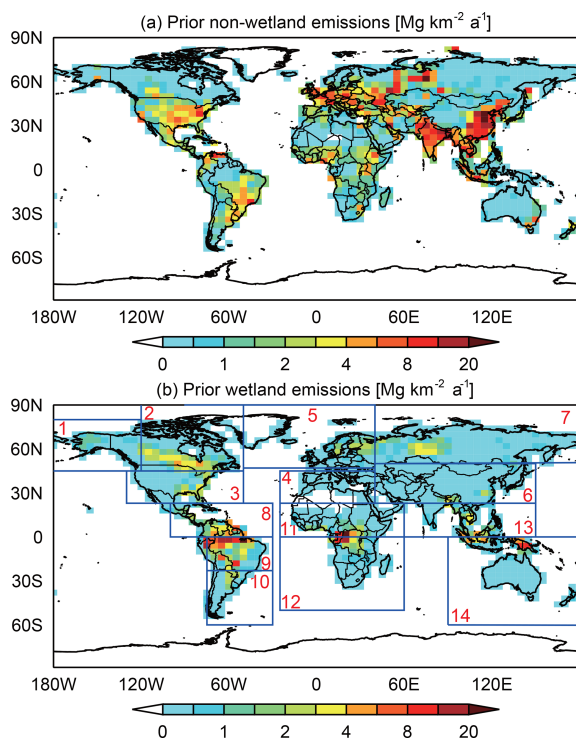 (a) Prior non-wetland emissions [Mg km-2 a-1]
90N
60N
30N
0
30S
60S
180W 120W 60W 0 60E 120E
0 1 2 4 8 20
(b) Prior wetland emissions [Mg km-2 a-1]
90N
1 2 5 7
60N
30N
4
3 6
8
11 13
0
9
10
30S
12
14
60S
180W 120W 60W 0 60E 120E
0 1 2 4 8 20